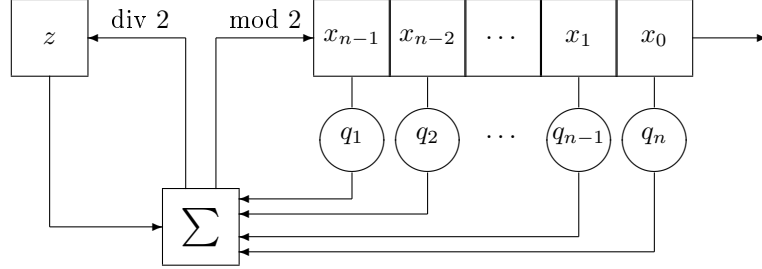 div 2 mod 2
z x_{n-1} x_{n-2} ⋯ x_1 x_0
q_1 q_2 ⋯ q_{n-1} q_n
∑